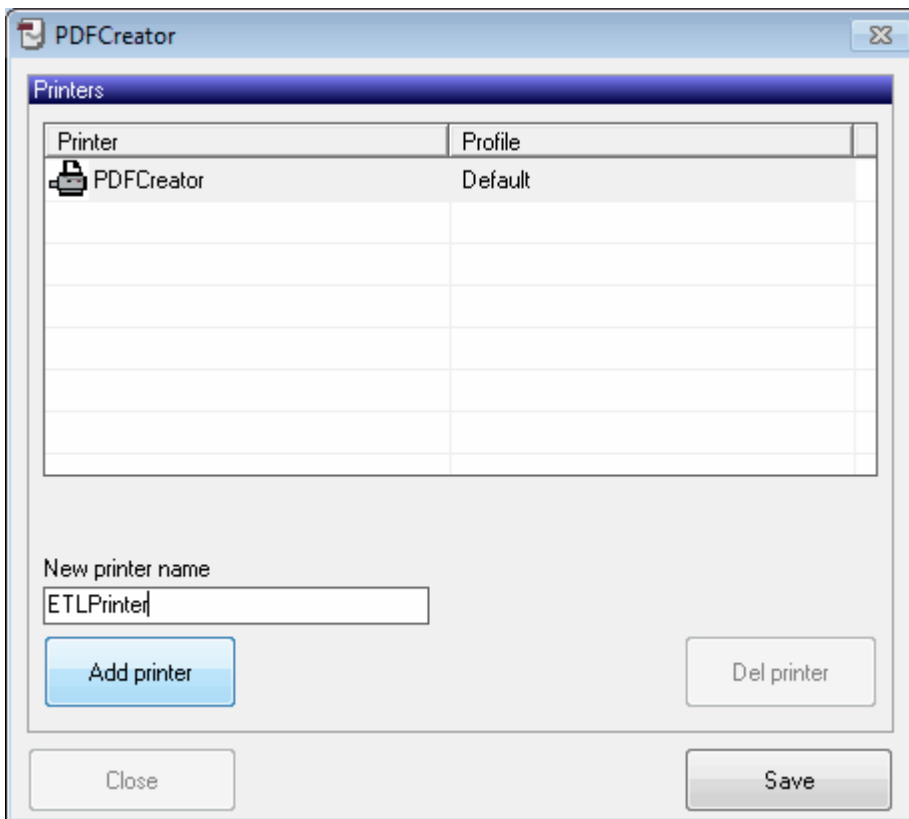 PDFCreator
Printers
Printer Profile
PDFCreator Default
New printer name
ETLPrinter
Add printer Del printer
Close Save